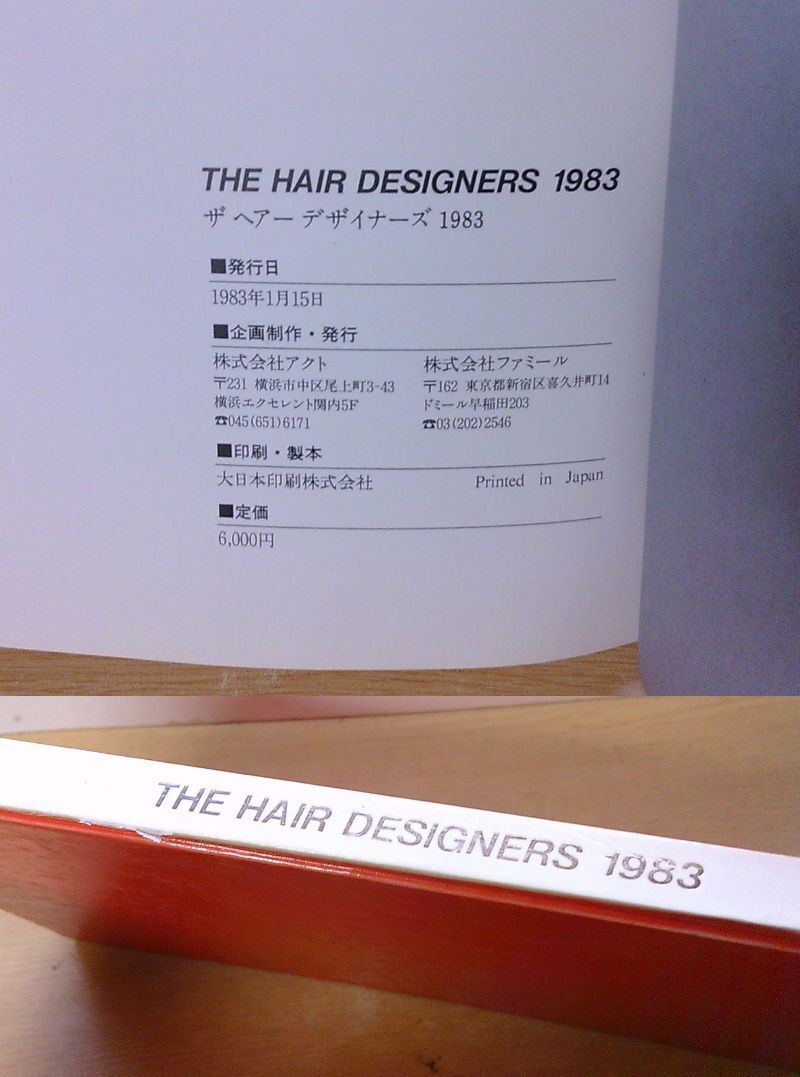 THE HAIR DESIGNERS 1983
ザ ヘアー デザイナーズ 1983
■発行日
1983年1月15日
■企画制作・発行
株式会社アクト
〒231 横浜市中区尾上町3-43
横浜エクセレント関内5F
☎045(651)6171
株式会社ファミール
〒162 東京都新宿区喜久井町14
ドミール早稲田203
☎03(202)2546
■印刷・製本
大日本印刷株式会社 Printed in Japan
■定価
6,000円
THE HAIR DESIGNERS 1983